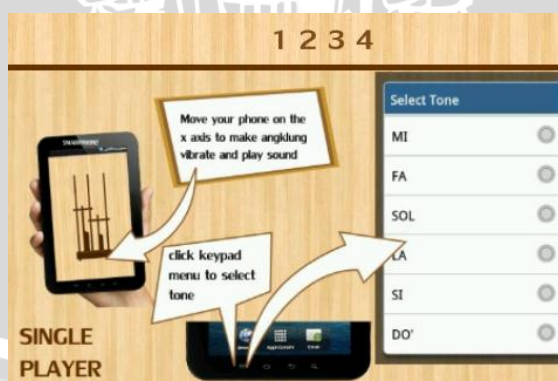 1 2 3 4
Move your phone on the
x axis to make angklung
vibrate and play sound
SMARTPHONE
click keypad
menu to select
tone
Select Tone
MI
FA
SOL
LA
SI
DO'
SINGLE
PLAYER